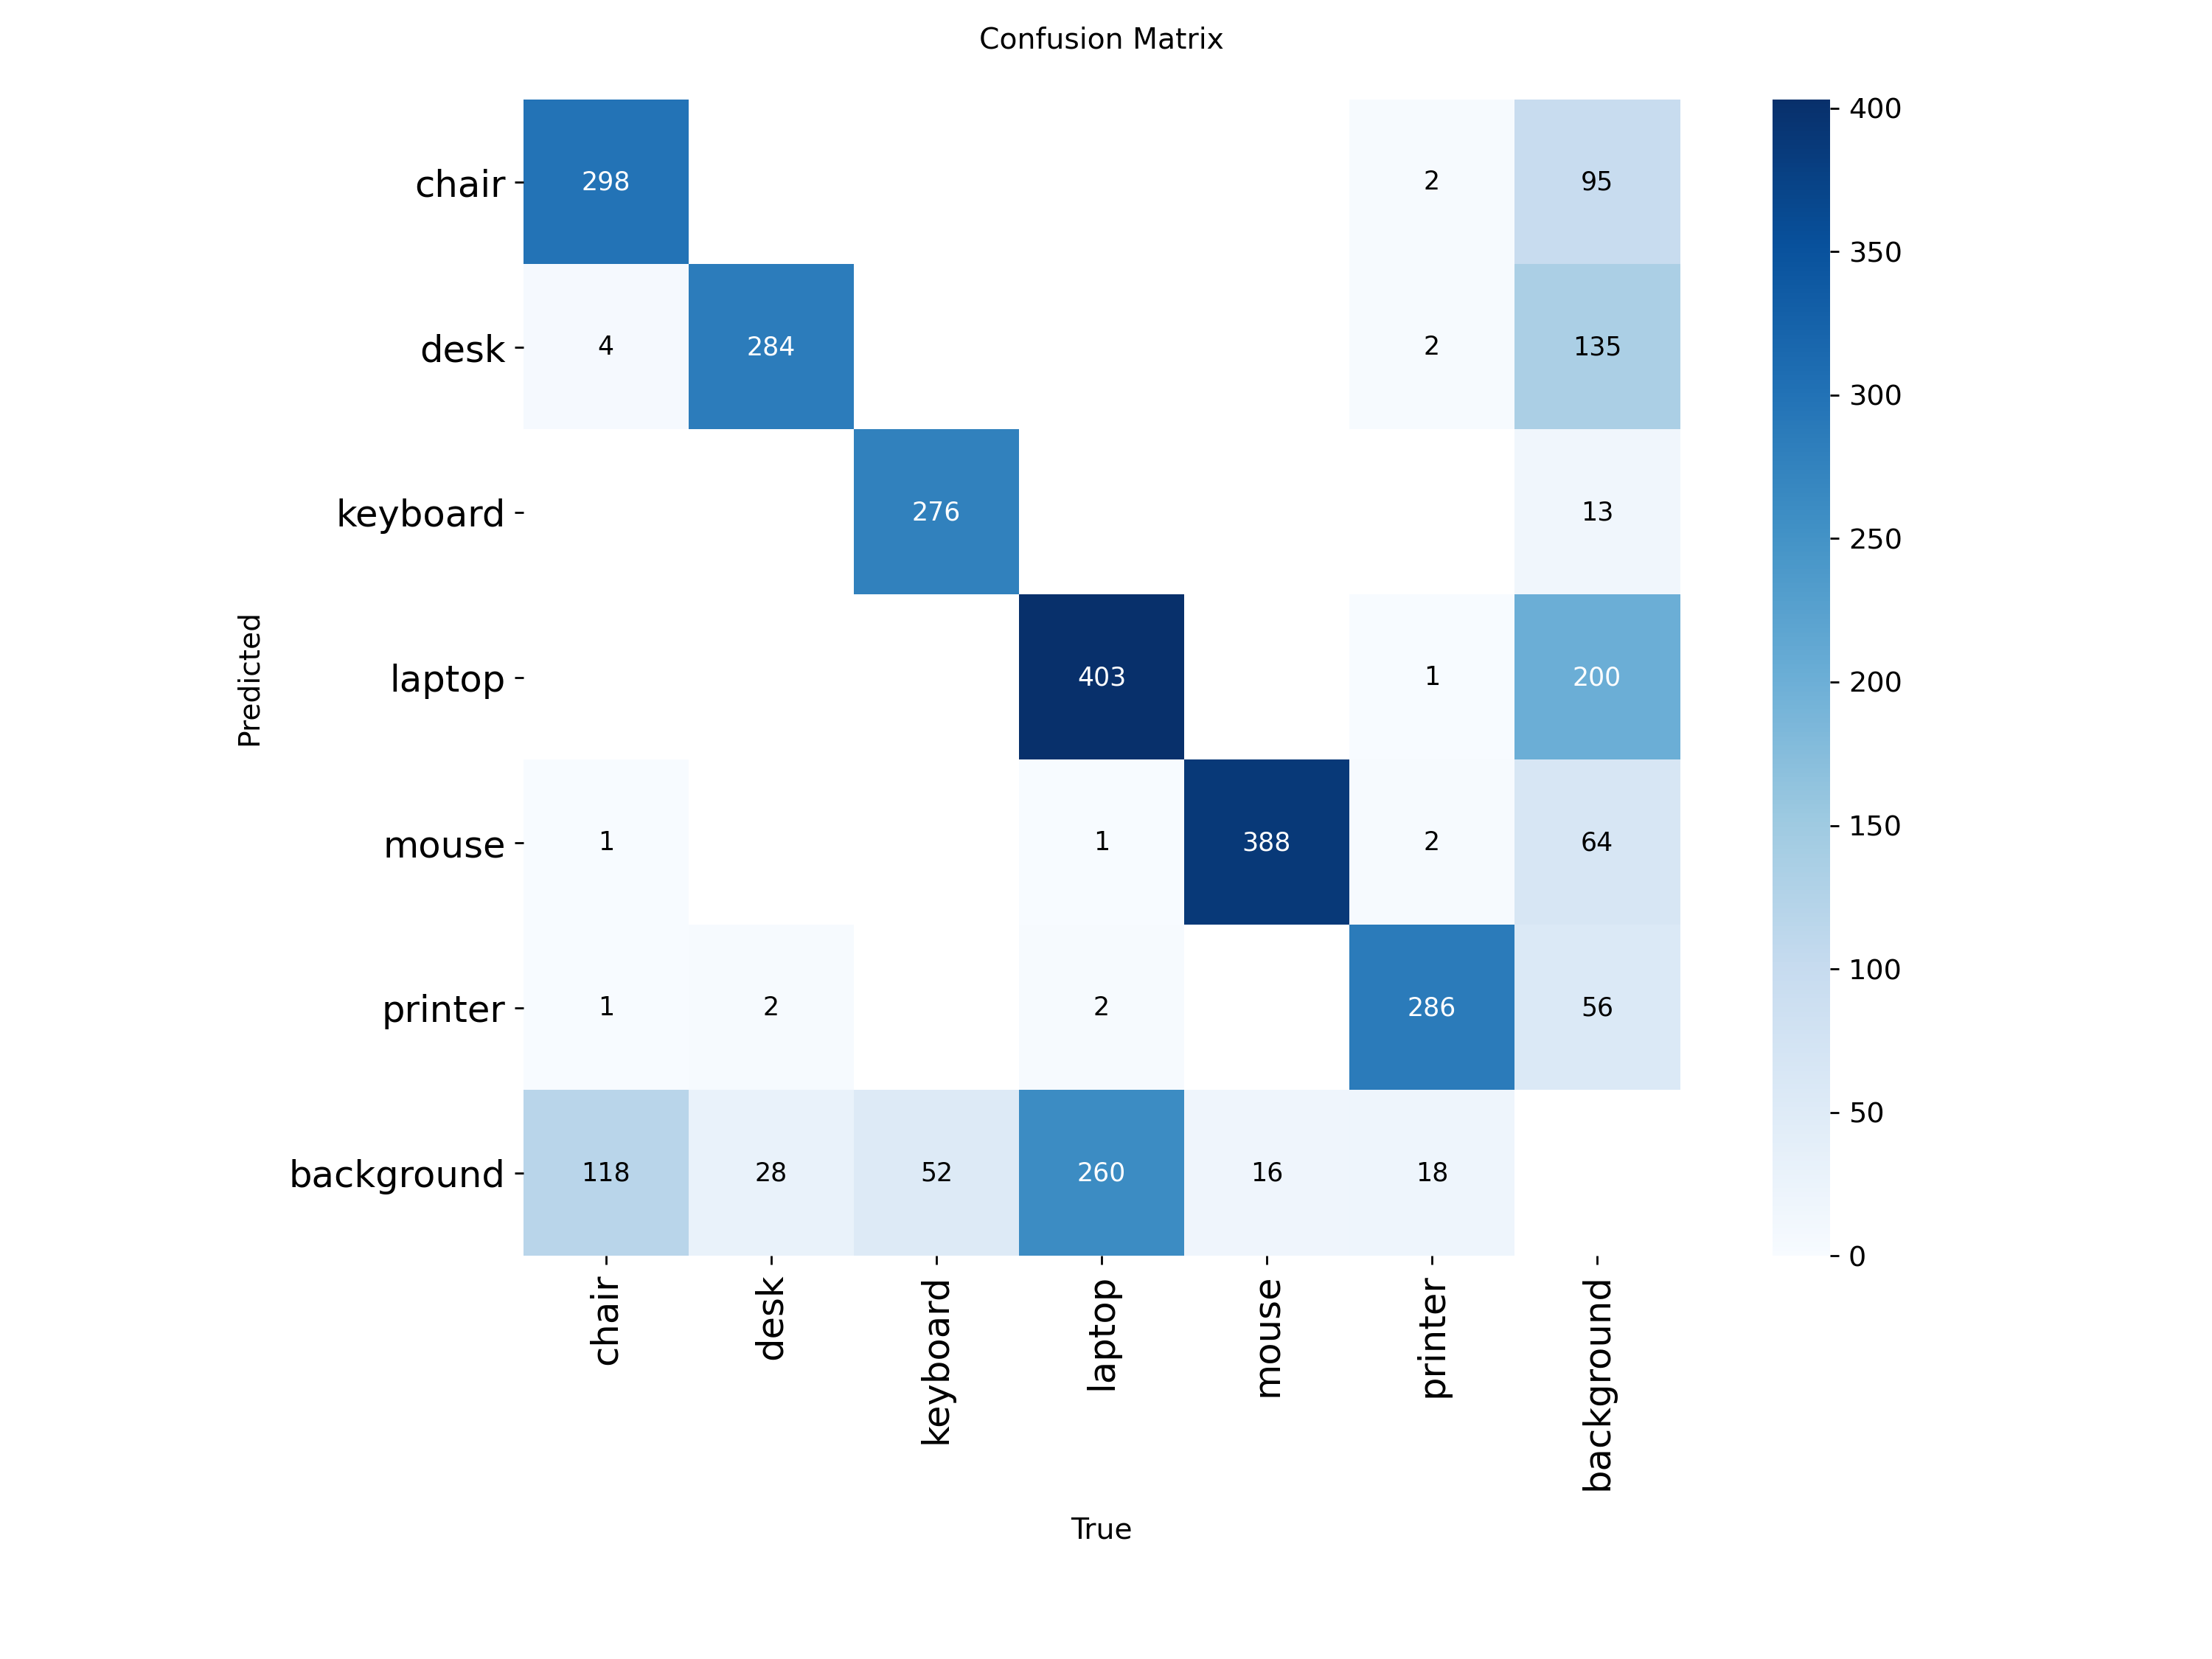 Confusion Matrix
chair 298 2 95
desk 4 284 2 135
keyboard 276 13
laptop 403 1 200
mouse 1 1 388 2 64
printer 1 2 2 286 56
background 118 28 52 260 16 18
Predicted
chair desk keyboard laptop mouse printer background
True
400
350
300
250
200
150
100
50
0